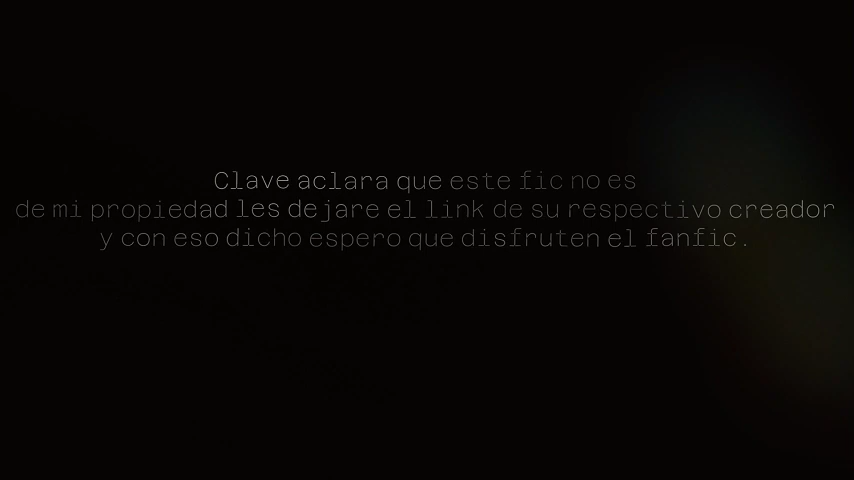 Clave aclara que este fic no es
de mi propiedad les dejare el link de su respectivo creador
y con eso dicho espero que disfruten el fanfic.